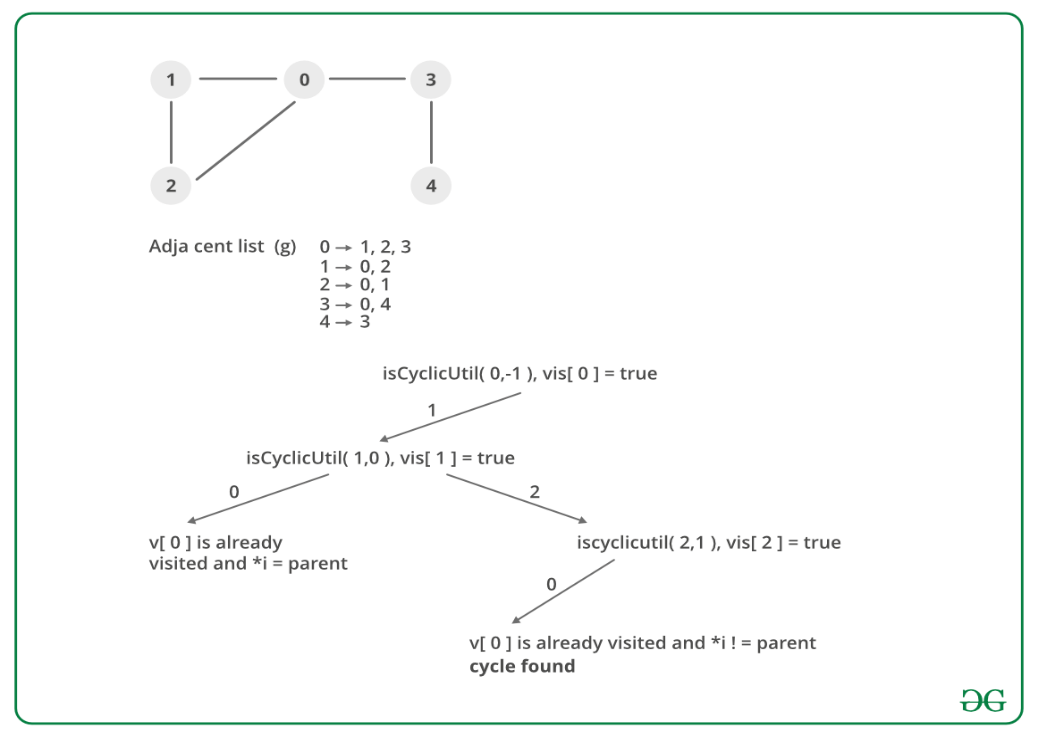 1 0 3
2 4
Adja cent list (g) 0 → 1, 2, 3
1 → 0, 2
2 → 0, 1
3 → 0, 4
4 → 3
isCyclicUtil( 0,-1 ), vis[ 0 ] = true
1
isCyclicUtil( 1,0 ), vis[ 1 ] = true
0 2
v[ 0 ] is already
visited and *i = parent
iscyclicutil( 2,1 ), vis[ 2 ] = true
0
v[ 0 ] is already visited and *i ! = parent
cycle found